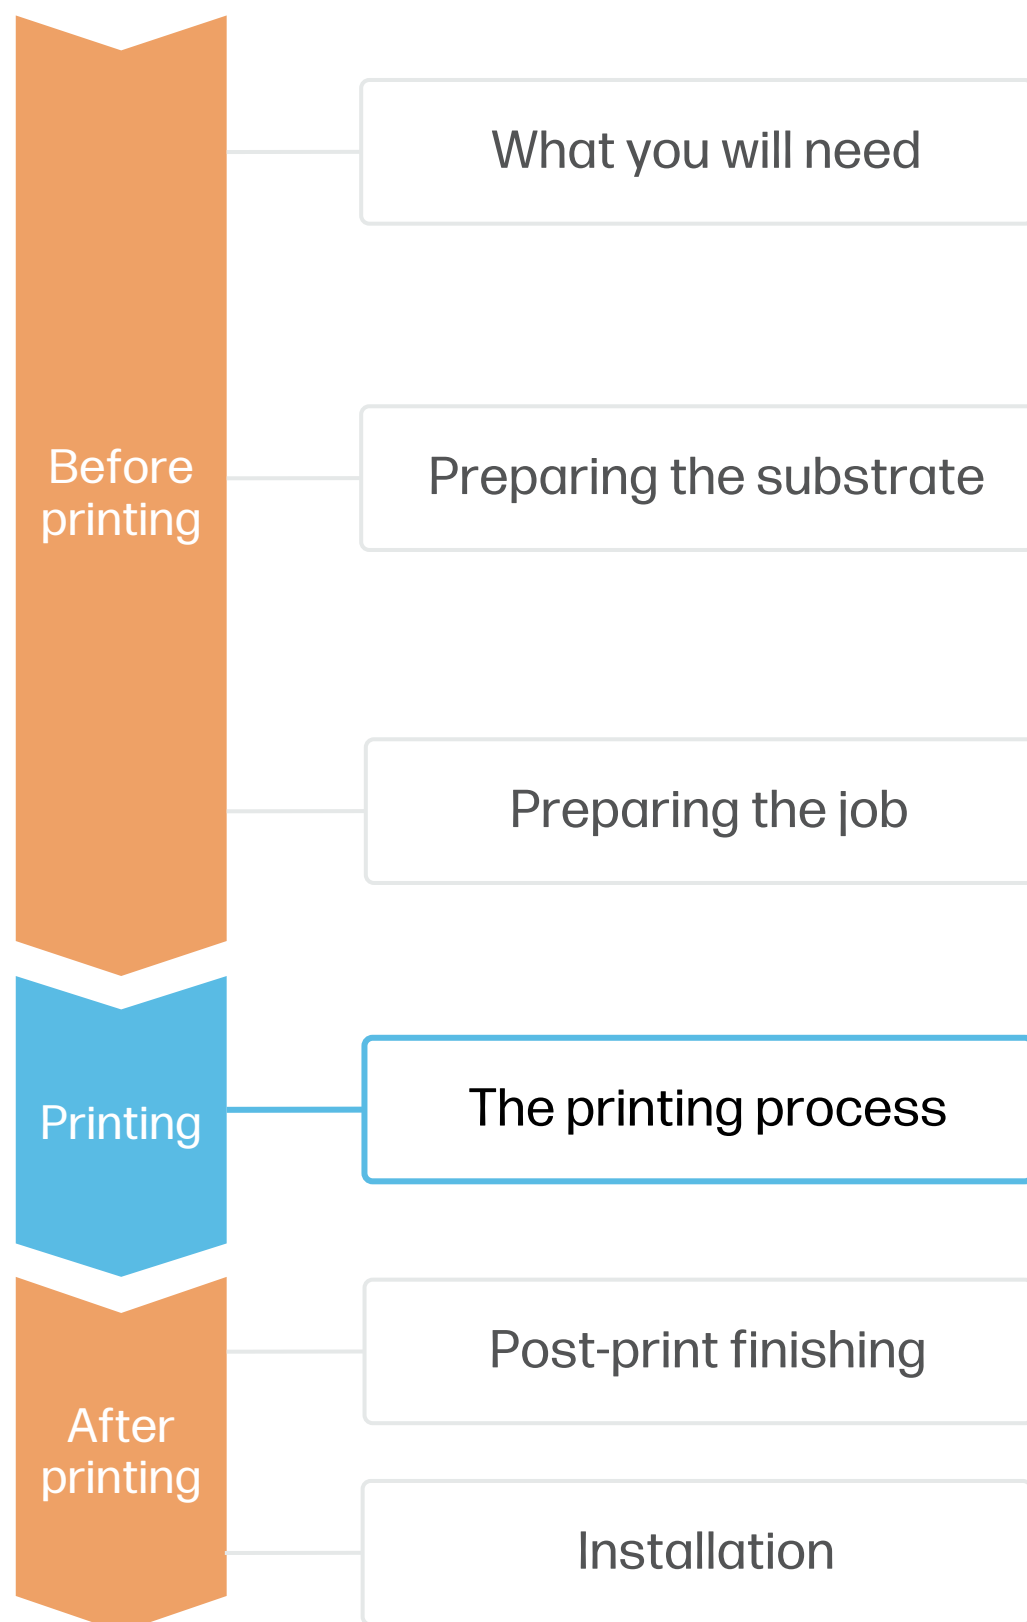 What you will need
Before
printing
Preparing the substrate
Preparing the job
Printing
The printing process
After
printing
Post-print finishing
Installation